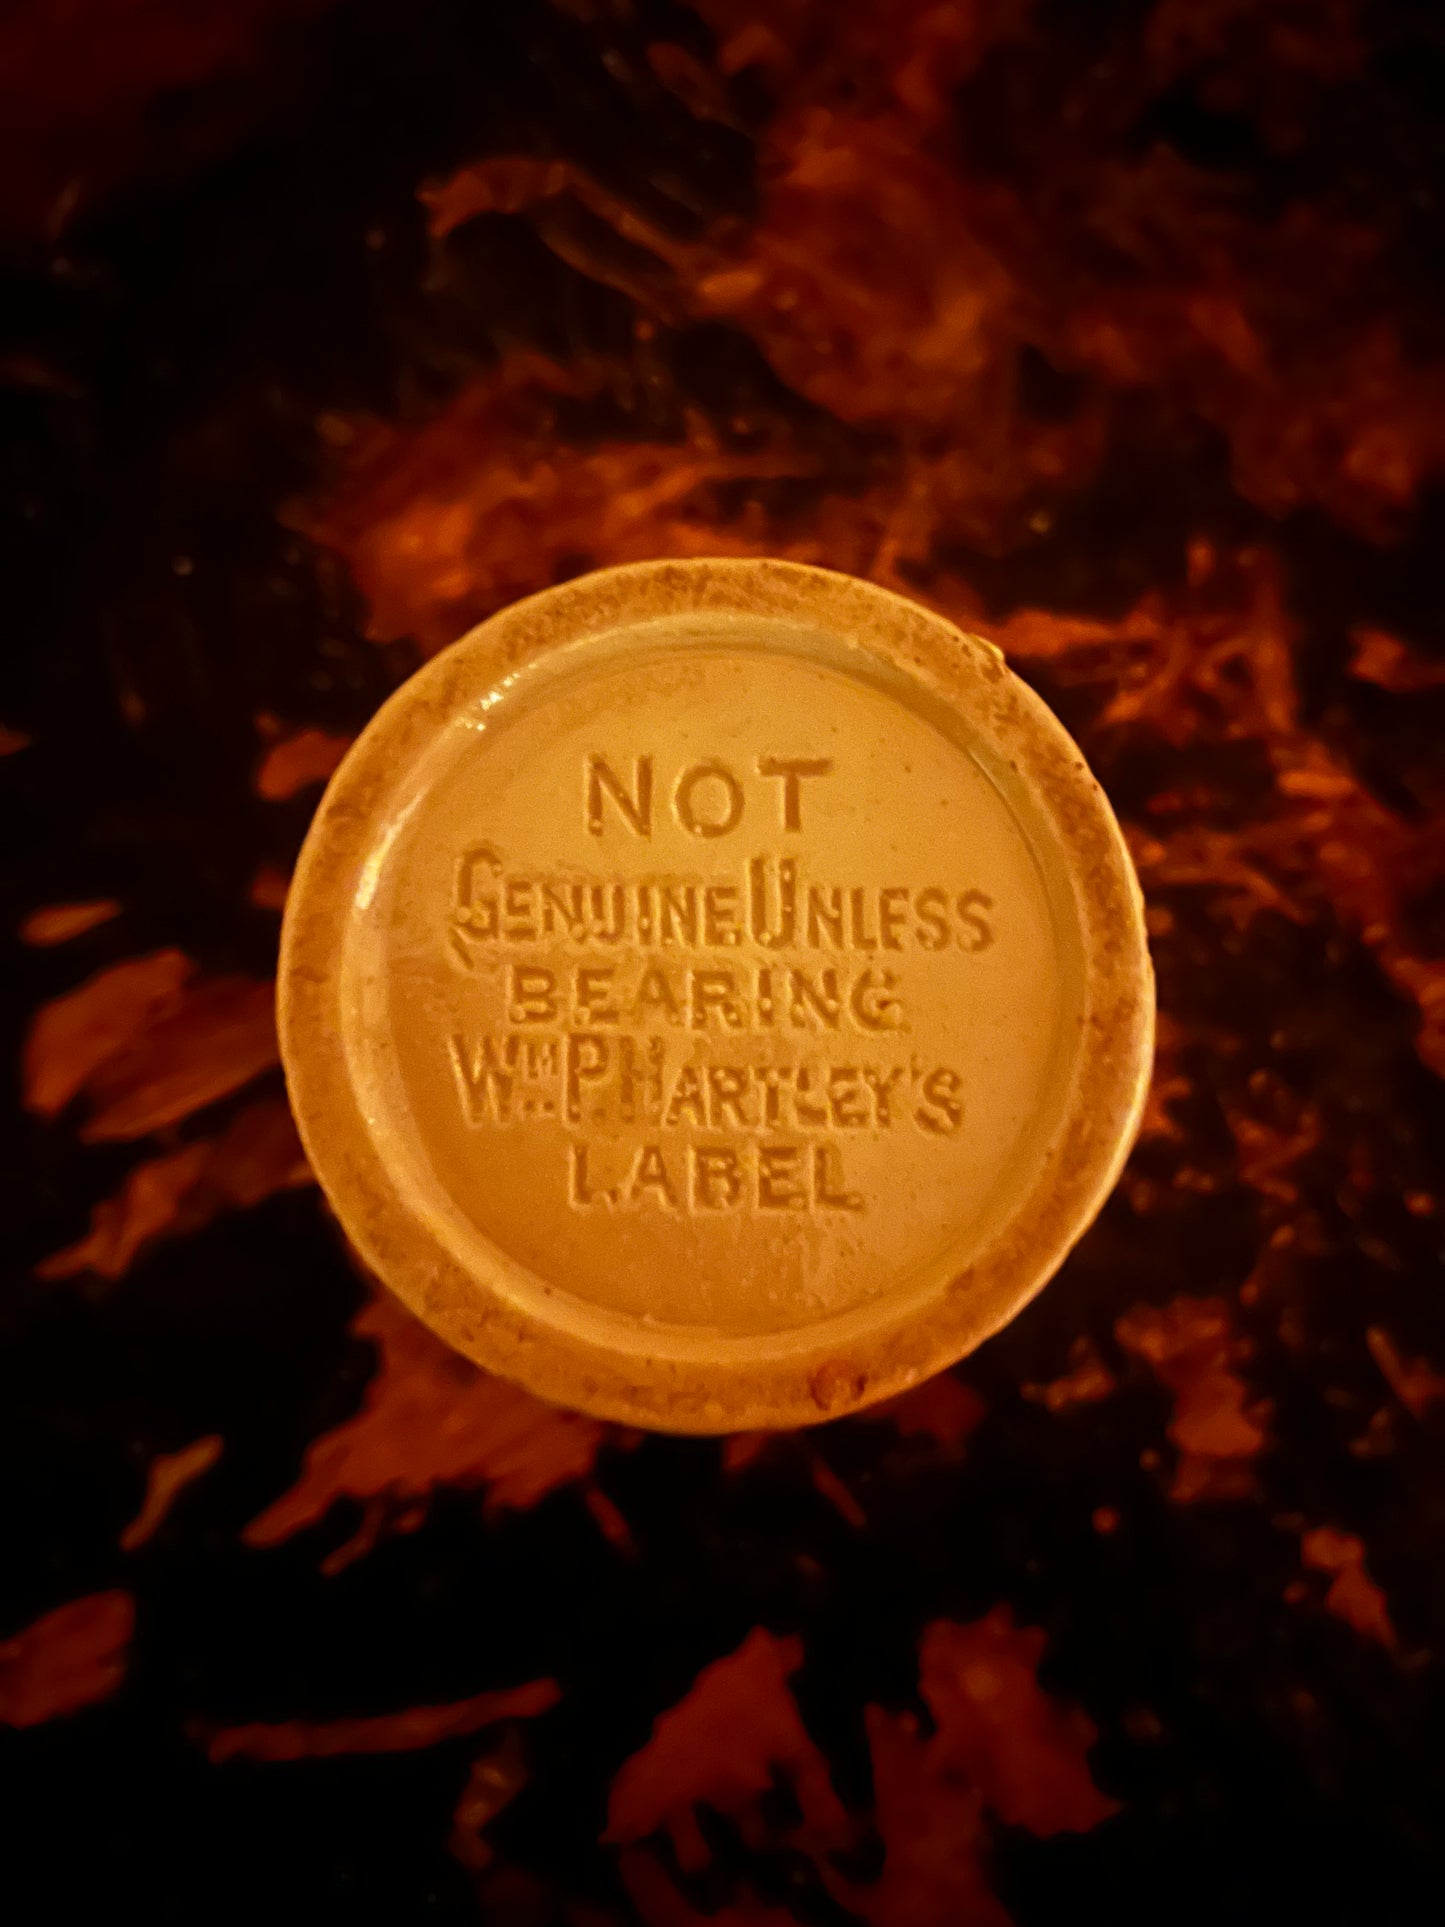 NOT
GENUINE UNLESS
BEARING
WM. P. HARTLEY'S
LABEL